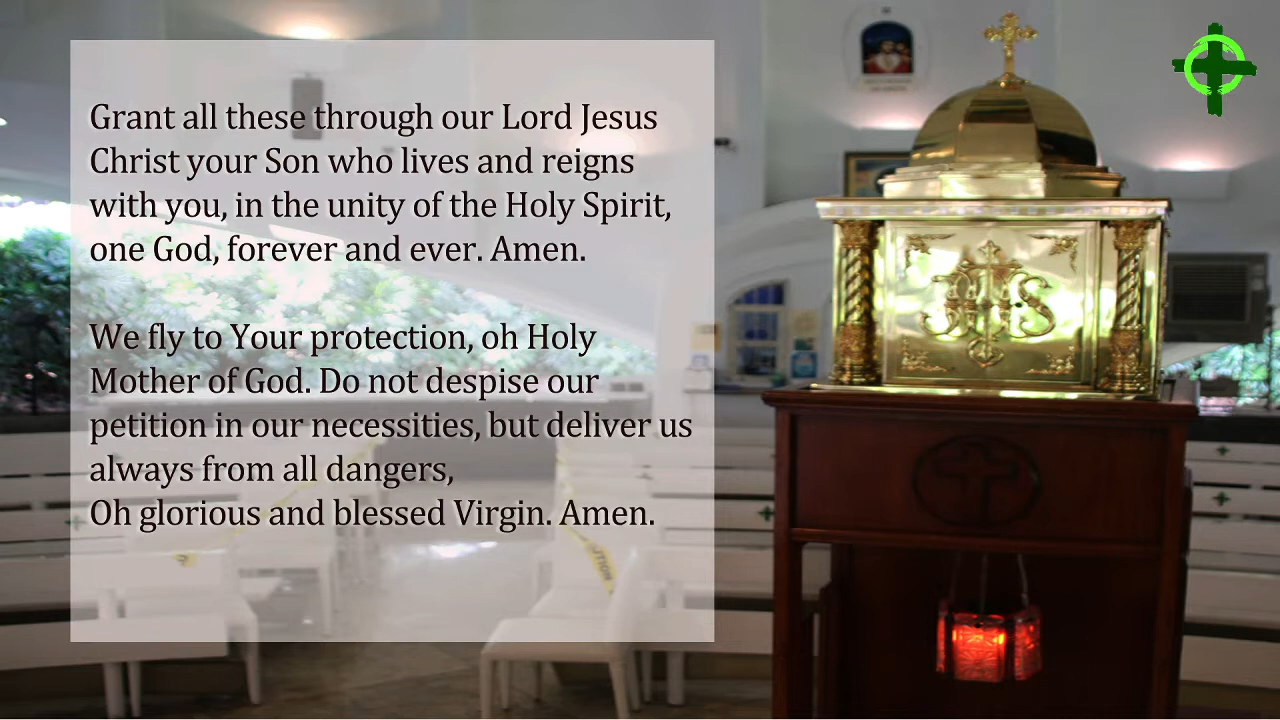 Grant all these through our Lord Jesus
Christ your Son who lives and reigns
with you, in the unity of the Holy Spirit,
one God, forever and ever. Amen.
We fly to Your protection, oh Holy
Mother of God. Do not despise our
petition in our necessities, but deliver us
always from all dangers,
Oh glorious and blessed Virgin. Amen.
IHS